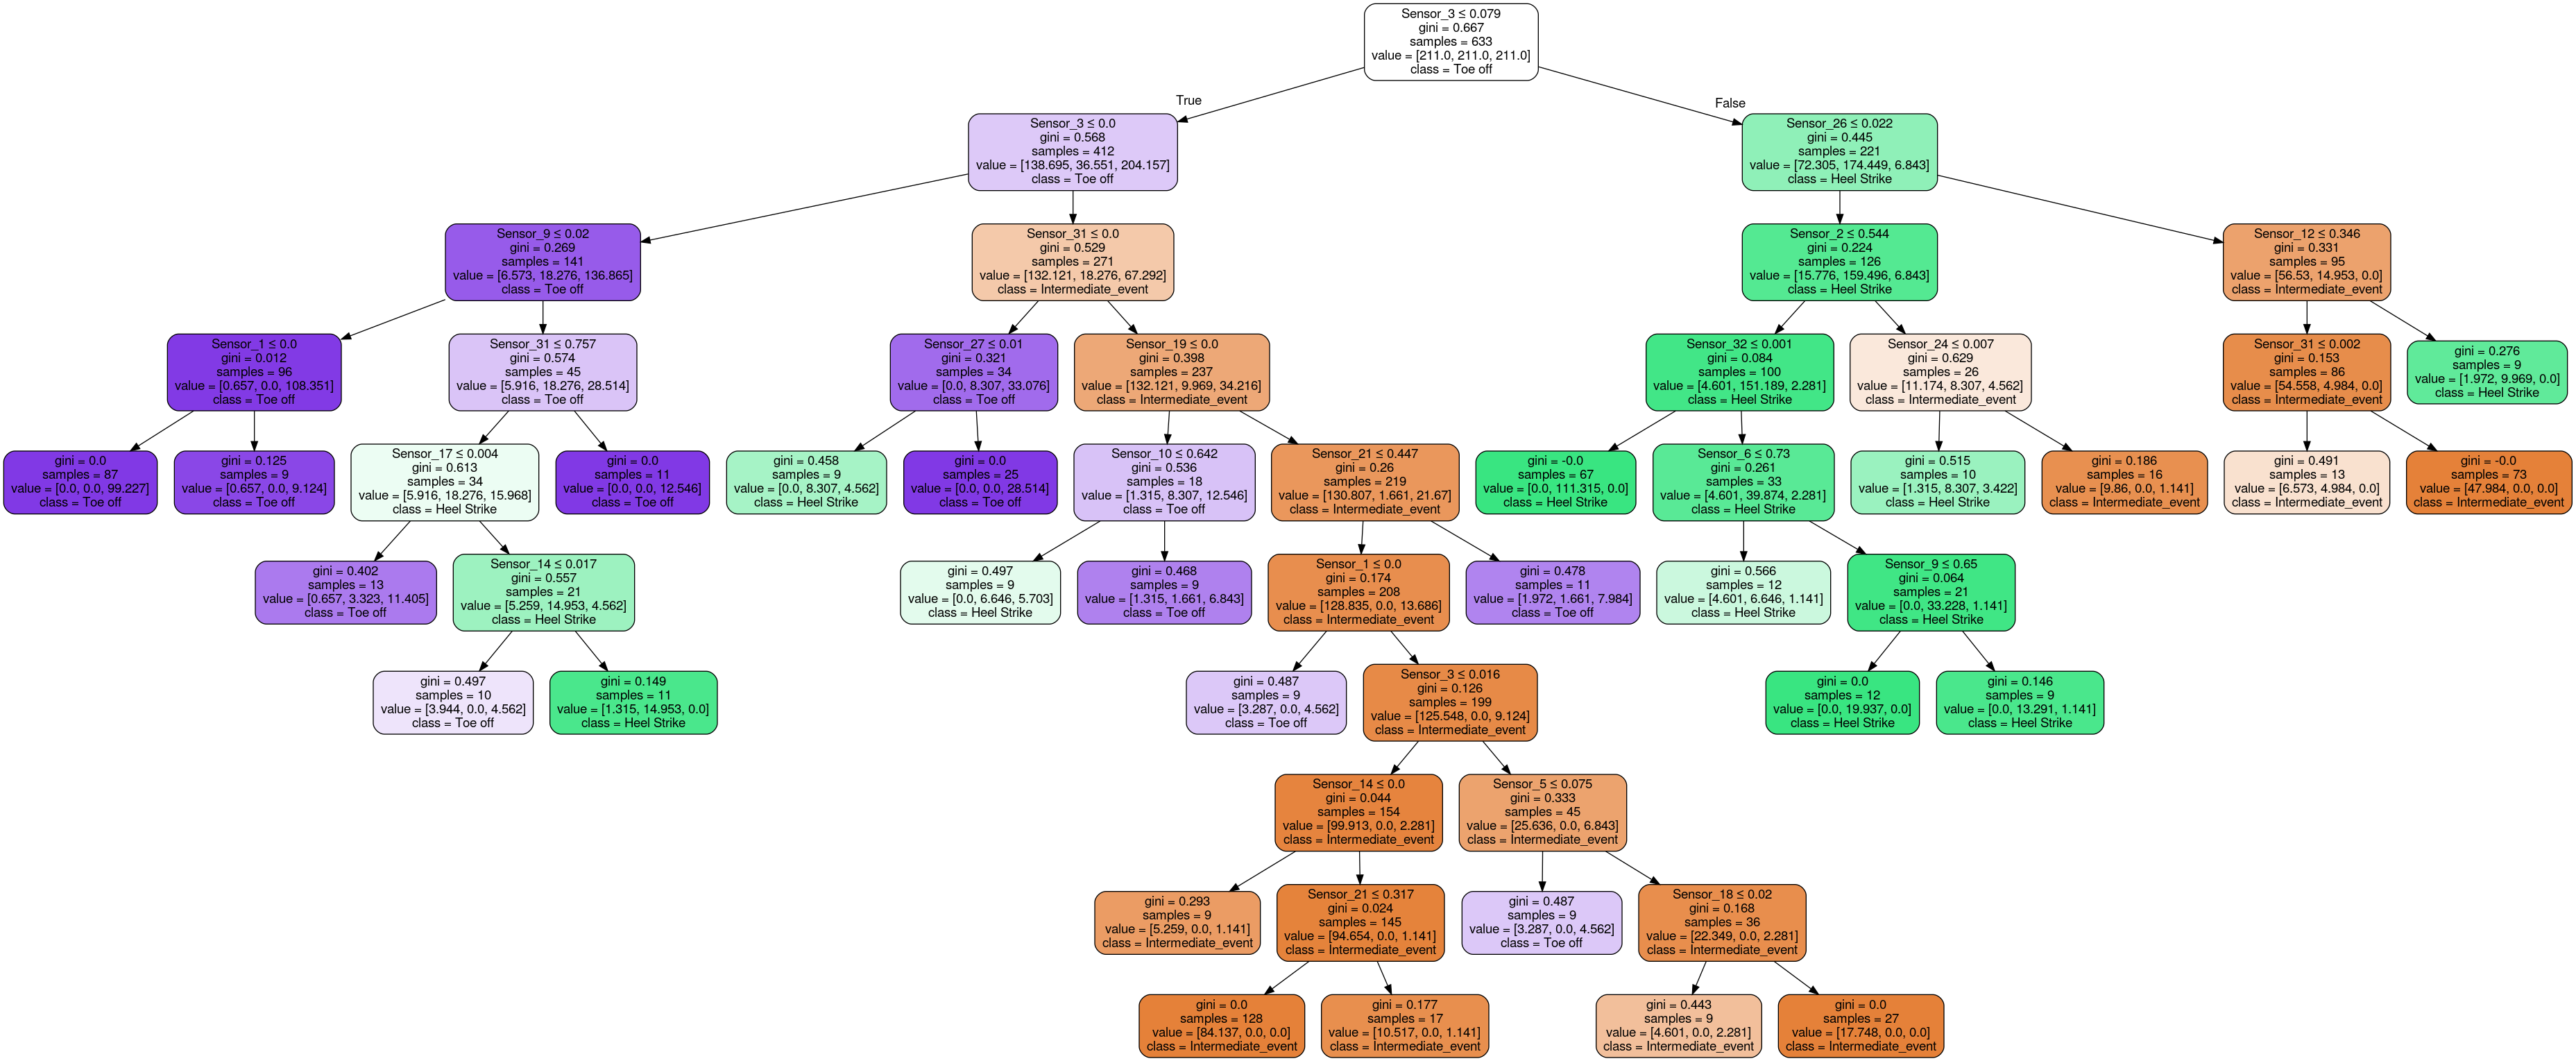 Sensor_3 ≤ 0.079
gini = 0.667
samples = 633
value = [211.0, 211.0, 211.0]
class = Toe off
True
False
Sensor_3 ≤ 0.0
gini = 0.568
samples = 412
value = [138.695, 36.551, 204.157]
class = Toe off
Sensor_26 ≤ 0.022
gini = 0.445
samples = 221
value = [72.305, 174.449, 6.843]
class = Heel Strike
Sensor_9 ≤ 0.02
gini = 0.269
samples = 141
value = [6.573, 18.276, 136.865]
class = Toe off
Sensor_31 ≤ 0.0
gini = 0.529
samples = 271
value = [132.121, 18.276, 67.292]
class = Intermediate_event
Sensor_2 ≤ 0.544
gini = 0.224
samples = 126
value = [15.776, 159.496, 6.843]
class = Heel Strike
Sensor_12 ≤ 0.346
gini = 0.331
samples = 95
value = [56.53, 14.953, 0.0]
class = Intermediate_event
Sensor_1 ≤ 0.0
gini = 0.012
samples = 96
value = [0.657, 0.0, 108.351]
class = Toe off
Sensor_31 ≤ 0.757
gini = 0.574
samples = 45
value = [5.916, 18.276, 28.514]
class = Toe off
Sensor_27 ≤ 0.01
gini = 0.321
samples = 34
value = [0.0, 8.307, 33.076]
class = Toe off
Sensor_19 ≤ 0.0
gini = 0.398
samples = 237
value = [132.121, 9.969, 34.216]
class = Intermediate_event
Sensor_32 ≤ 0.001
gini = 0.084
samples = 100
value = [4.601, 151.189, 2.281]
class = Heel Strike
Sensor_24 ≤ 0.007
gini = 0.629
samples = 26
value = [11.174, 8.307, 4.562]
class = Intermediate_event
Sensor_31 ≤ 0.002
gini = 0.153
samples = 86
value = [54.558, 4.984, 0.0]
class = Intermediate_event
gini = 0.276
samples = 9
value = [1.972, 9.969, 0.0]
class = Heel Strike
gini = 0.0
samples = 87
value = [0.0, 0.0, 99.227]
class = Toe off
gini = 0.125
samples = 9
value = [0.657, 0.0, 9.124]
class = Toe off
Sensor_17 ≤ 0.004
gini = 0.613
samples = 34
value = [5.916, 18.276, 15.968]
class = Heel Strike
gini = 0.0
samples = 11
value = [0.0, 0.0, 12.546]
class = Toe off
gini = 0.458
samples = 9
value = [0.0, 8.307, 4.562]
class = Heel Strike
gini = 0.0
samples = 25
value = [0.0, 0.0, 28.514]
class = Toe off
Sensor_10 ≤ 0.642
gini = 0.536
samples = 18
value = [1.315, 8.307, 12.546]
class = Toe off
Sensor_21 ≤ 0.447
gini = 0.26
samples = 219
value = [130.807, 1.661, 21.67]
class = Intermediate_event
gini = -0.0
samples = 67
value = [0.0, 111.315, 0.0]
class = Heel Strike
Sensor_6 ≤ 0.73
gini = 0.261
samples = 33
value = [4.601, 39.874, 2.281]
class = Heel Strike
gini = 0.515
samples = 10
value = [1.315, 8.307, 3.422]
class = Heel Strike
gini = 0.186
samples = 16
value = [9.86, 0.0, 1.141]
class = Intermediate_event
gini = 0.491
samples = 13
value = [6.573, 4.984, 0.0]
class = Intermediate_event
gini = -0.0
samples = 73
value = [47.984, 0.0, 0.0]
class = Intermediate_event
gini = 0.402
samples = 13
value = [0.657, 3.323, 11.405]
class = Toe off
Sensor_14 ≤ 0.017
gini = 0.557
samples = 21
value = [5.259, 14.953, 4.562]
class = Heel Strike
gini = 0.497
samples = 9
value = [0.0, 6.646, 5.703]
class = Heel Strike
gini = 0.468
samples = 9
value = [1.315, 1.661, 6.843]
class = Toe off
Sensor_1 ≤ 0.0
gini = 0.174
samples = 208
value = [128.835, 0.0, 13.686]
class = Intermediate_event
gini = 0.478
samples = 11
value = [1.972, 1.661, 7.984]
class = Toe off
gini = 0.566
samples = 12
value = [4.601, 6.646, 1.141]
class = Heel Strike
Sensor_9 ≤ 0.65
gini = 0.064
samples = 21
value = [0.0, 33.228, 1.141]
class = Heel Strike
gini = 0.497
samples = 10
value = [3.944, 0.0, 4.562]
class = Toe off
gini = 0.149
samples = 11
value = [1.315, 14.953, 0.0]
class = Heel Strike
gini = 0.487
samples = 9
value = [3.287, 0.0, 4.562]
class = Toe off
Sensor_3 ≤ 0.016
gini = 0.126
samples = 199
value = [125.548, 0.0, 9.124]
class = Intermediate_event
gini = 0.0
samples = 12
value = [0.0, 19.937, 0.0]
class = Heel Strike
gini = 0.146
samples = 9
value = [0.0, 13.291, 1.141]
class = Heel Strike
Sensor_14 ≤ 0.0
gini = 0.044
samples = 154
value = [99.913, 0.0, 2.281]
class = Intermediate_event
Sensor_5 ≤ 0.075
gini = 0.333
samples = 45
value = [25.636, 0.0, 6.843]
class = Intermediate_event
gini = 0.293
samples = 9
value = [5.259, 0.0, 1.141]
class = Intermediate_event
Sensor_21 ≤ 0.317
gini = 0.024
samples = 145
value = [94.654, 0.0, 1.141]
class = Intermediate_event
gini = 0.487
samples = 9
value = [3.287, 0.0, 4.562]
class = Toe off
Sensor_18 ≤ 0.02
gini = 0.168
samples = 36
value = [22.349, 0.0, 2.281]
class = Intermediate_event
gini = 0.0
samples = 128
value = [84.137, 0.0, 0.0]
class = Intermediate_event
gini = 0.177
samples = 17
value = [10.517, 0.0, 1.141]
class = Intermediate_event
gini = 0.443
samples = 9
value = [4.601, 0.0, 2.281]
class = Intermediate_event
gini = 0.0
samples = 27
value = [17.748, 0.0, 0.0]
class = Intermediate_event